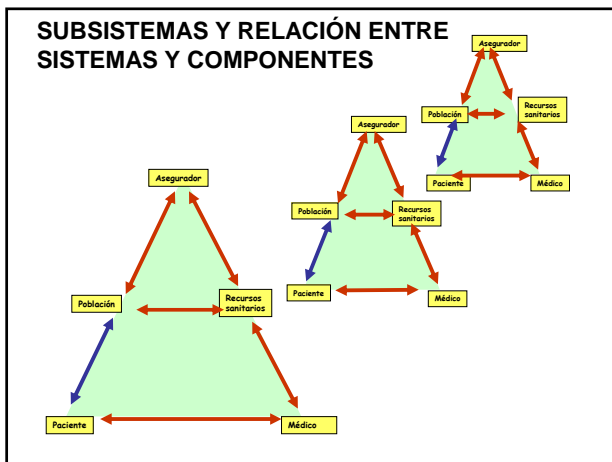 SUBSISTEMAS Y RELACIÓN ENTRE
SISTEMAS Y COMPONENTES
Asegurador
Población
Recursos
sanitarios
Paciente
Médico
Asegurador
Población
Recursos
sanitarios
Paciente
Médico
Asegurador
Población
Recursos
sanitarios
Paciente
Médico